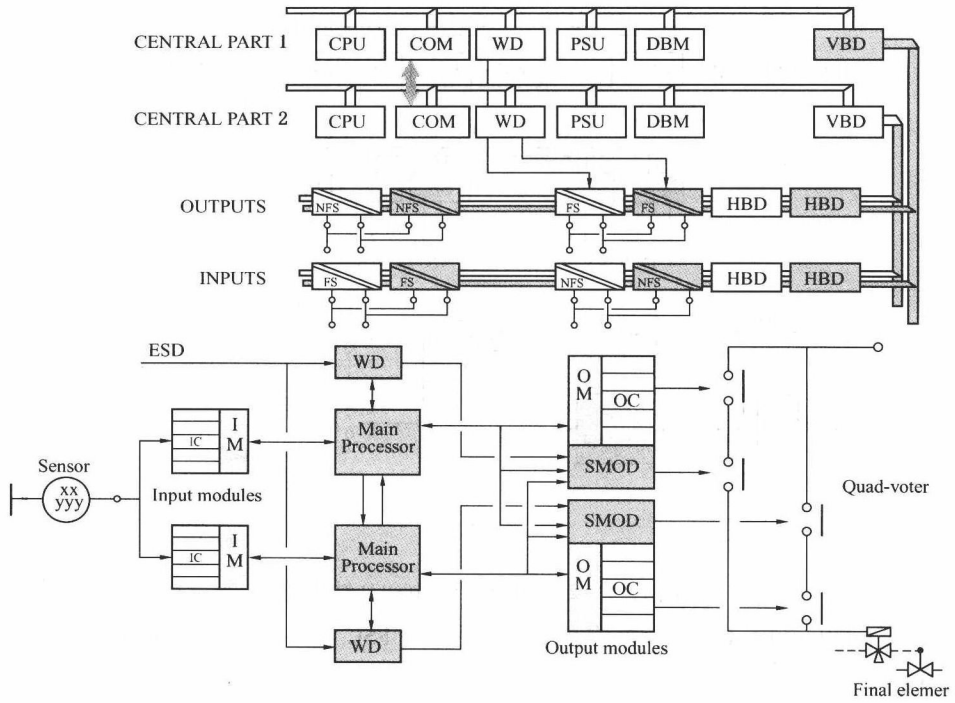 CENTRAL PART 1
CPU COM WD PSU DBM VBD
CENTRAL PART 2
CPU COM WD PSU DBM VBD
OUTPUTS
NFS NFS FS FS HBD HBD
INPUTS
FS FS NFS NFS HBD HBD
ESD
WD
Main
Processor
IC
I
M
Sensor
xx
yyy
Input modules
IC
I
M
Main
Processor
WD
O
M
OC
SMOD
SMOD
O
M
OC
Output modules
Quad-voter
Final elemer